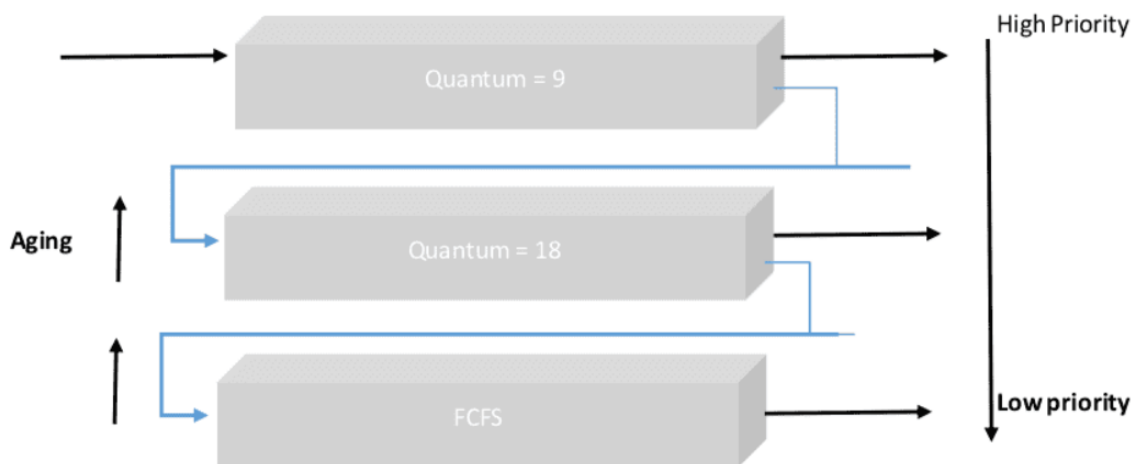 High Priority
Quantum = 9
Aging
Quantum = 18
Low priority
FCFS